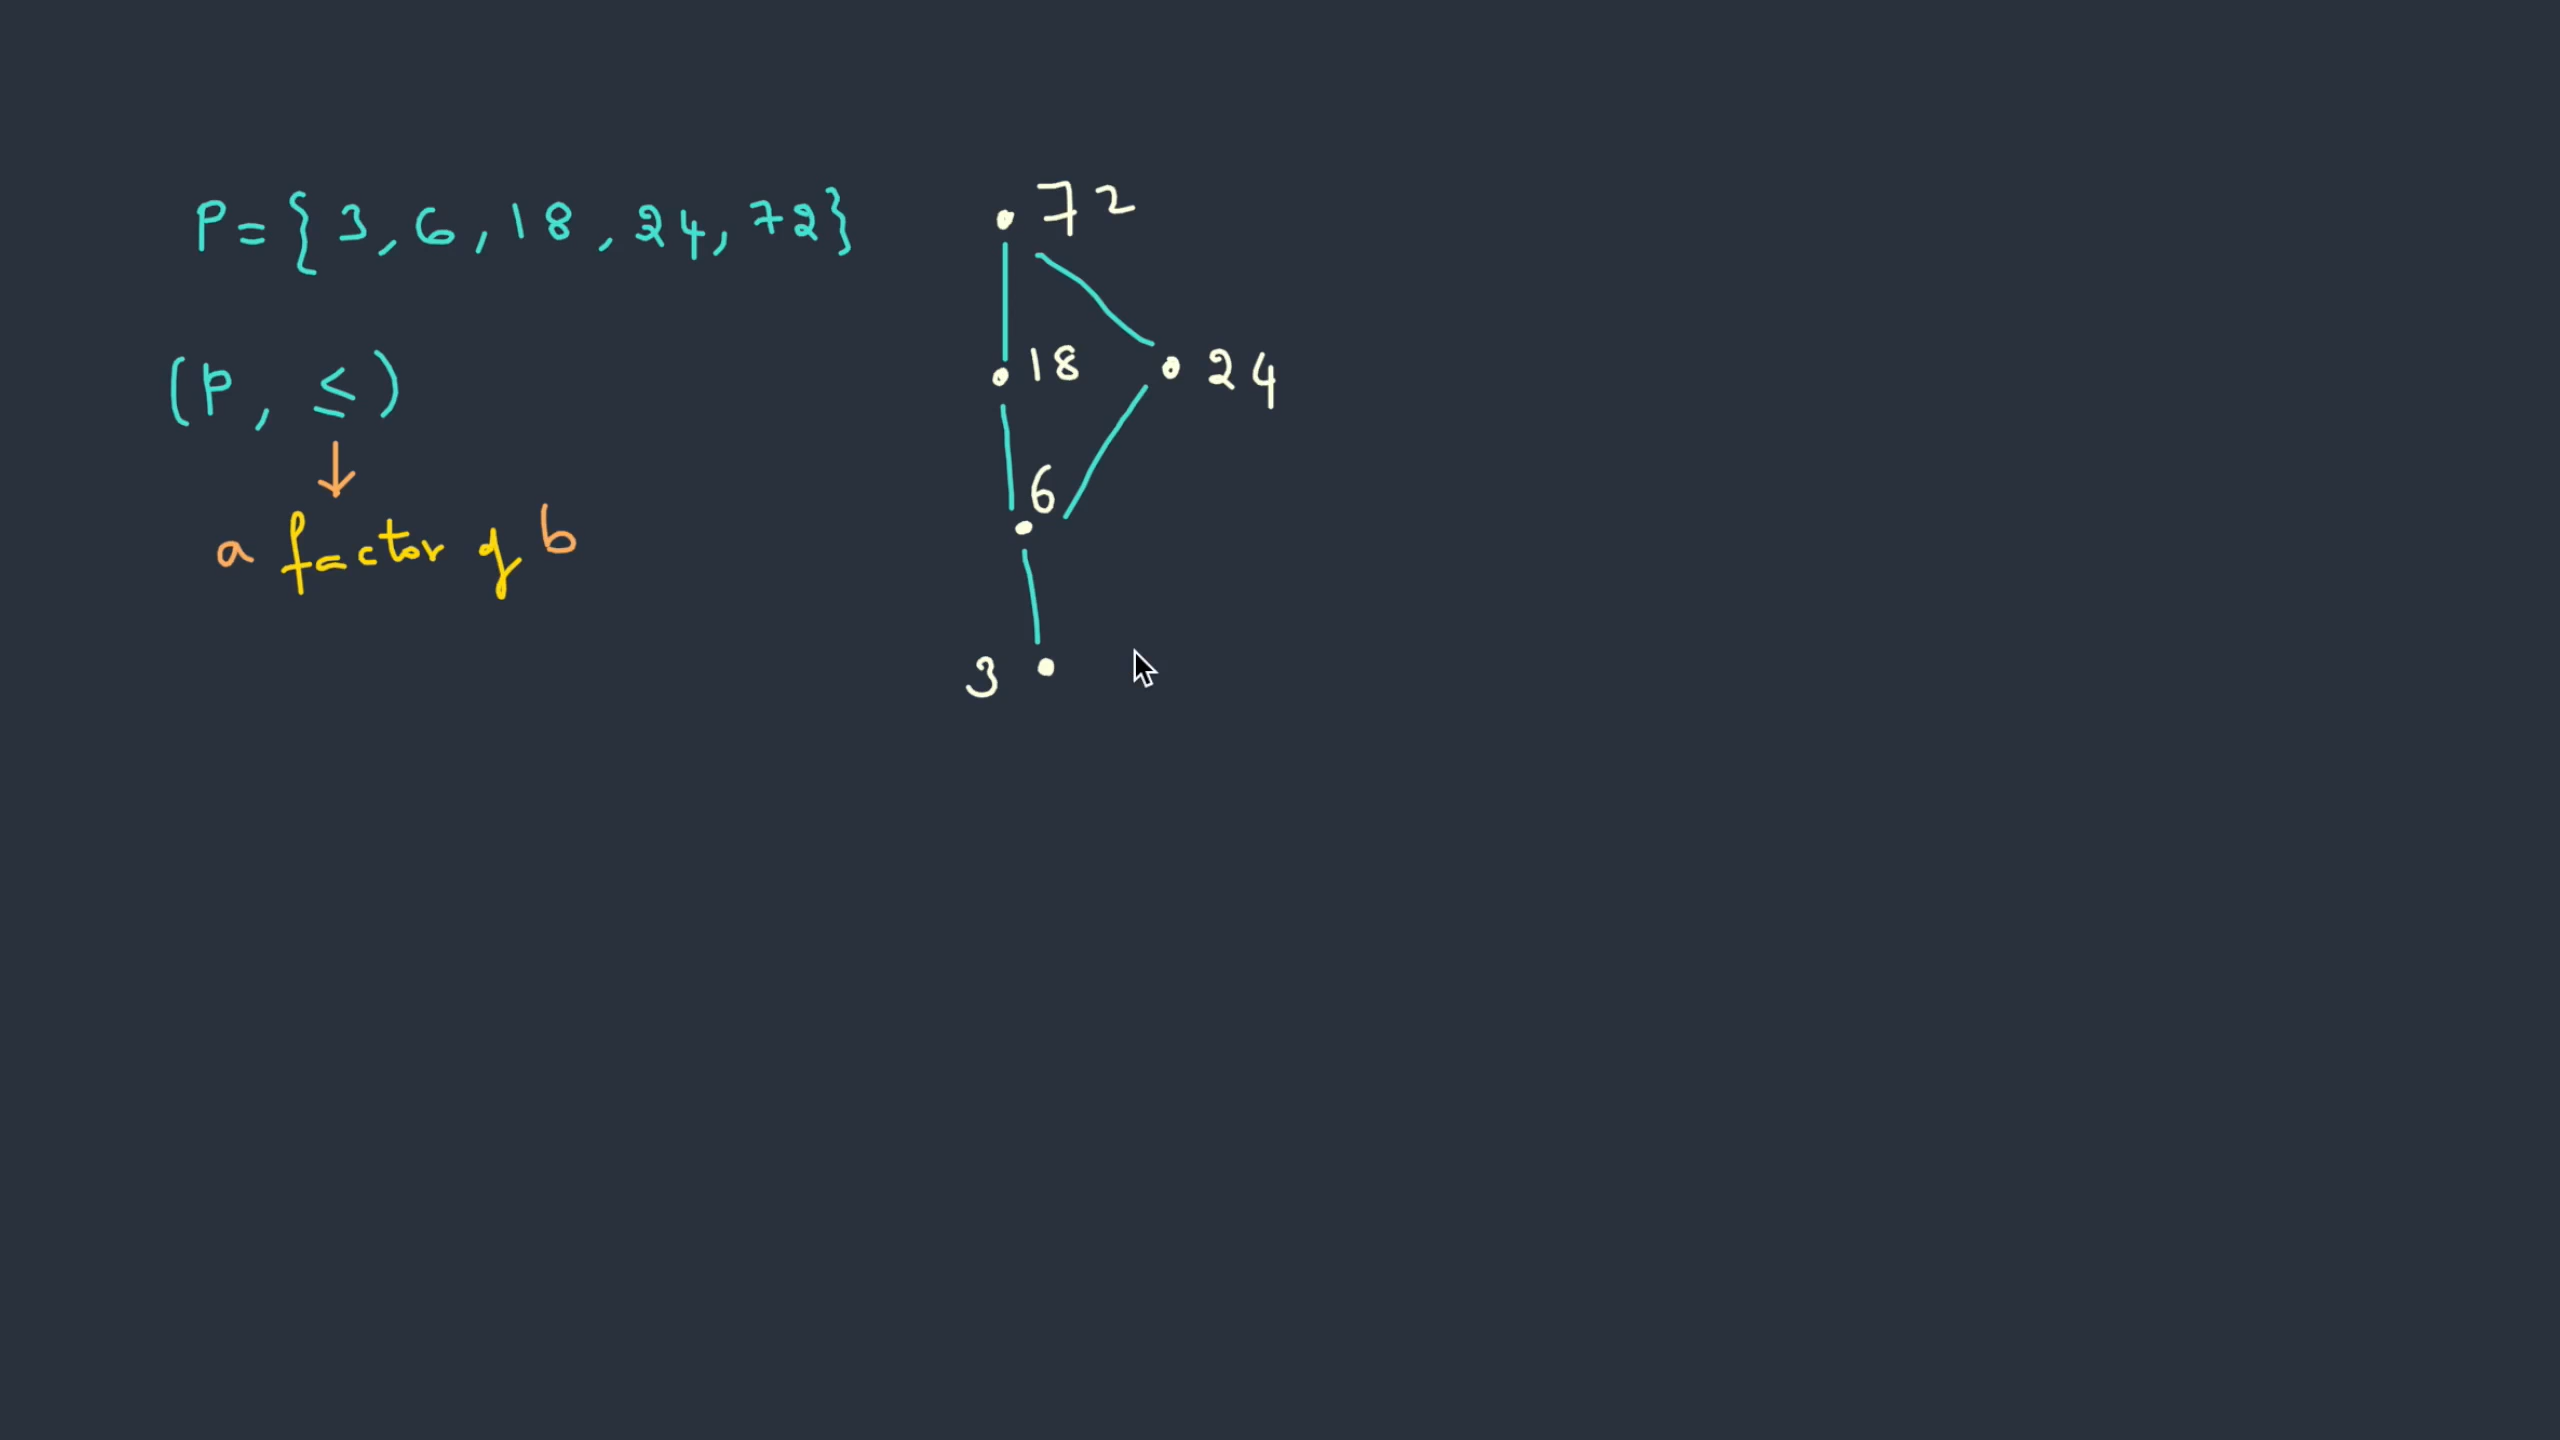 P = { 3, 6, 18, 24, 72 }
(P, ≤)
↓
a factor of b
72
18
24
6
3